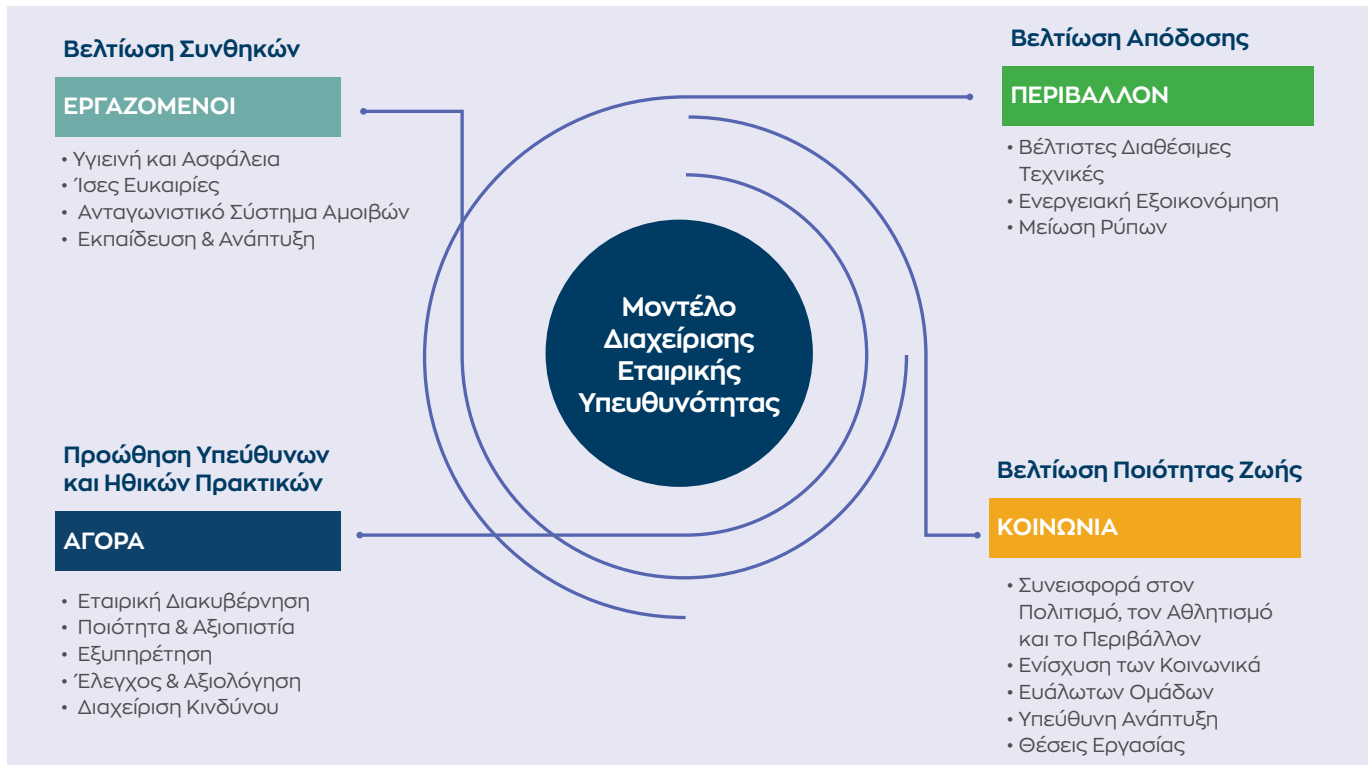 Βελτίωση Συνθηκών
ΕΡΓΑΖΟΜΕΝΟΙ
• Υγιεινή και Ασφάλεια
• Ίσες Ευκαιρίες
• Ανταγωνιστικό Σύστημα Αμοιβών
• Εκπαίδευση & Ανάπτυξη
Βελτίωση Απόδοσης
ΠΕΡΙΒΑΛΛΟΝ
• Βέλτιστες Διαθέσιμες
Τεχνικές
• Ενεργειακή Εξοικονόμηση
• Μείωση Ρύπων
Μοντέλο
Διαχείρισης
Εταιρικής
Υπευθυνότητας
Προώθηση Υπεύθυνων
και Ηθικών Πρακτικών
ΑΓΟΡΑ
• Εταιρική Διακυβέρνηση
• Ποιότητα & Αξιοπιστία
• Εξυπηρέτηση
• Έλεγχος & Αξιολόγηση
• Διαχείριση Κινδύνου
Βελτίωση Ποιότητας Ζωής
ΚΟΙΝΩΝΙΑ
• Συνεισφορά στον
Πολιτισμό, τον Αθλητισμό
και το Περιβάλλον
• Ενίσχυση των Κοινωνικά
• Ευάλωτων Ομάδων
• Υπεύθυνη Ανάπτυξη
• Θέσεις Εργασίας